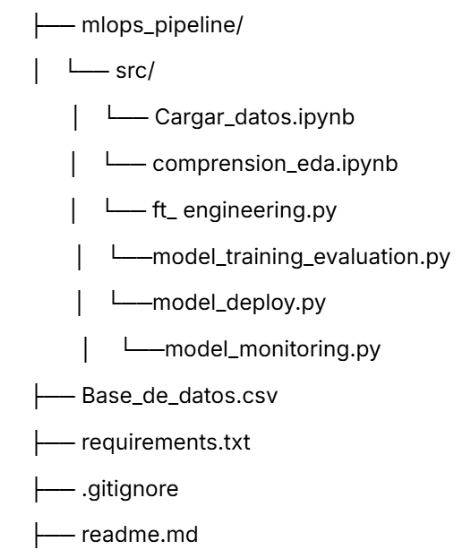 ├── mlops_pipeline/
│   └── src/
│   └── Cargar_datos.ipynb
│   └── comprension_eda.ipynb
│   └── ft_ engineering.py
│   └──model_training_evaluation.py
│   └──model_deploy.py
│   └──model_monitoring.py
├── Base_de_datos.csv
├── requirements.txt
├── .gitignore
├── readme.md